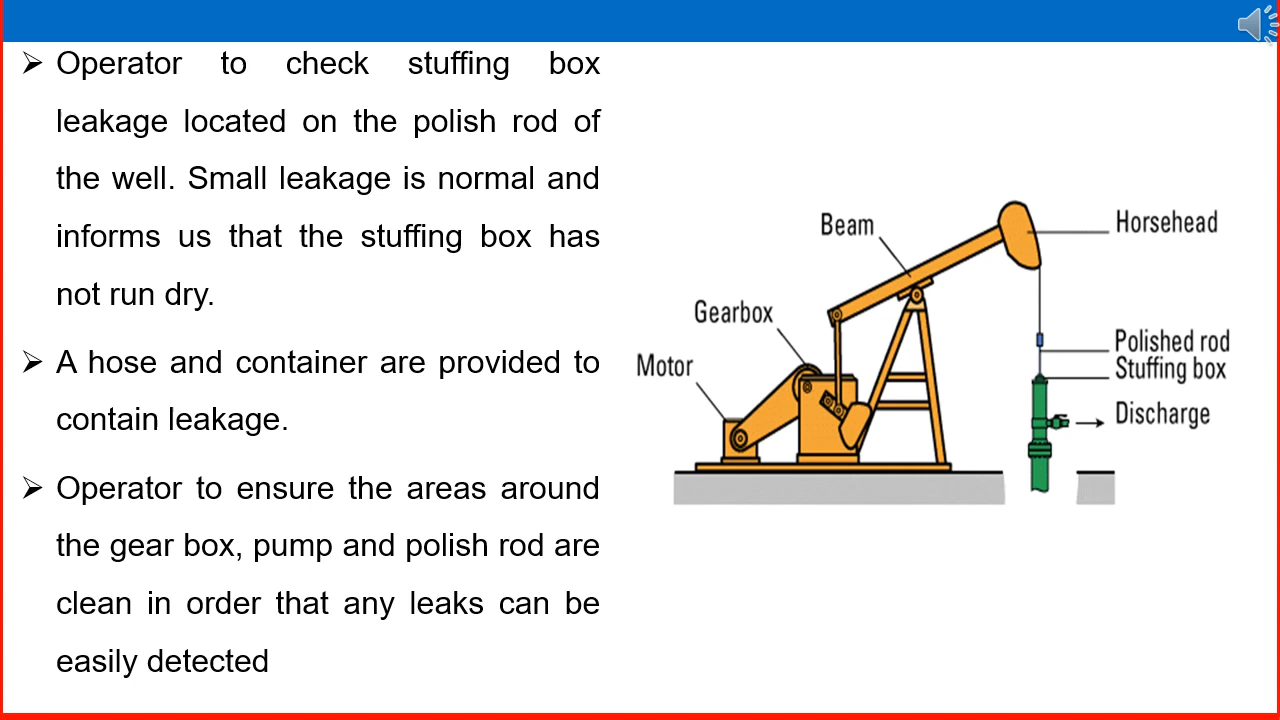 ➢ Operator to check stuffing box
leakage located on the polish rod of
the well. Small leakage is normal and
informs us that the stuffing box has
not run dry.
➢ A hose and container are provided to
contain leakage.
➢ Operator to ensure the areas around
the gear box, pump and polish rod are
clean in order that any leaks can be
easily detected
Beam
Horsehead
Gearbox
Motor
Polished rod
Stuffing box
Discharge